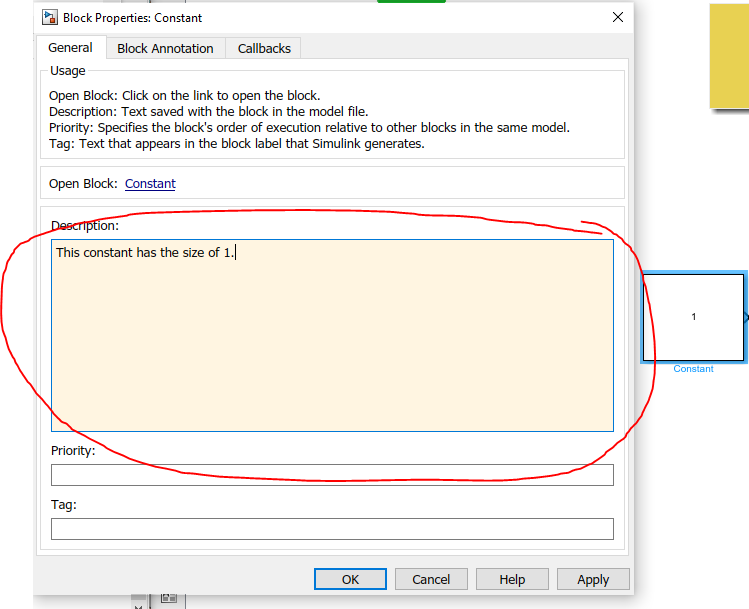 Block Properties: Constant
General
Block Annotation
Callbacks
Usage
Open Block: Click on the link to open the block.
Description: Text saved with the block in the model file.
Priority: Specifies the block's order of execution relative to other blocks in the same model.
Tag: Text that appears in the block label that Simulink generates.
Open Block: Constant
Description:
This constant has the size of 1.
1
Constant
Priority:
Tag:
OK
Cancel
Help
Apply